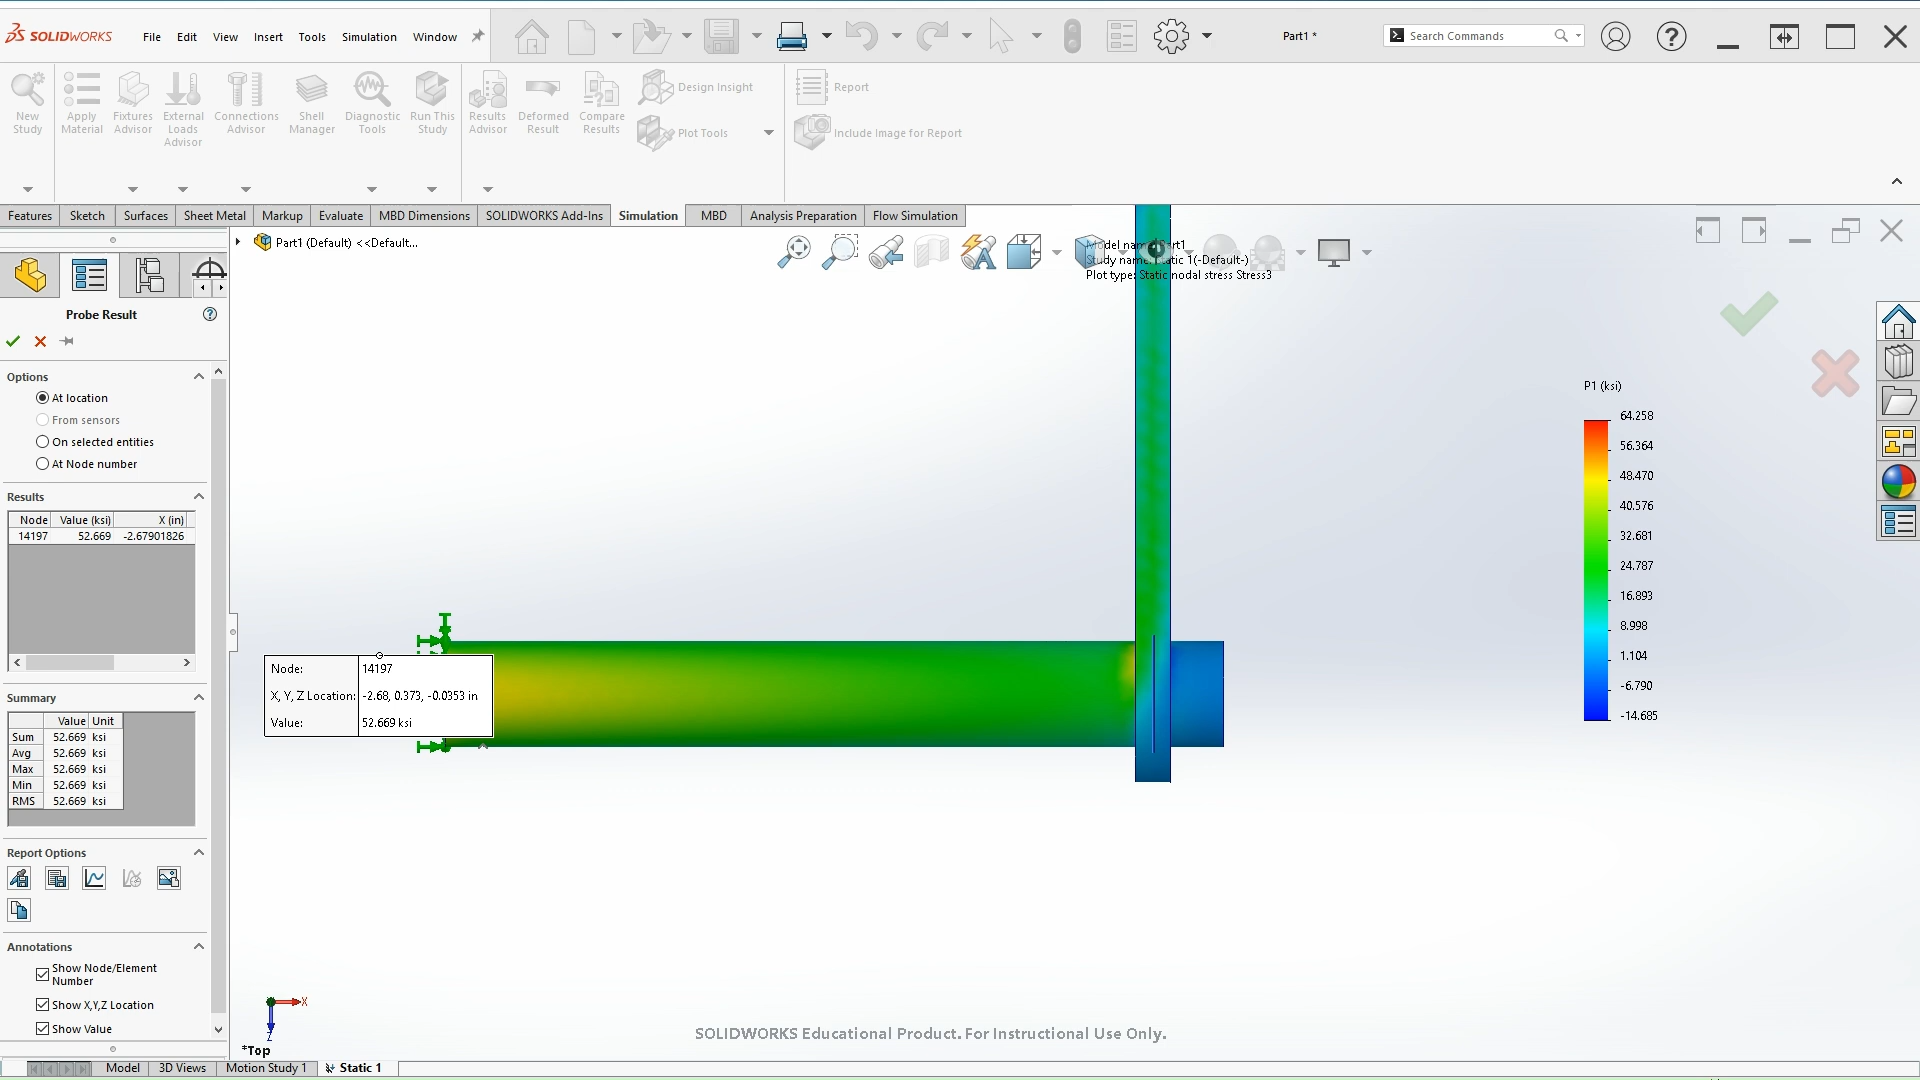 SOLIDWORKS File Edit View Insert Tools Simulation Window Part1 * Search Commands
New Study
Apply Material
Fixtures Advisor
External Loads Advisor
Connections Advisor
Shell Manager
Diagnostic Tools
Run This Study
Results Advisor
Deformed Result
Compare Results
Design Insight
Plot Tools
Report
Include Image for Report
Features Sketch Surfaces Sheet Metal Markup Evaluate MBD Dimensions SOLIDWORKS Add-Ins Simulation MBD Analysis Preparation Flow Simulation
Part1 (Default) <<Default...
Probe Result
Options
At location
From sensors
On selected entities
At Node number
Results
Node Value (ksi) X (in)
14197 52.669 -2.67901826
Summary
Value Unit
Sum 52.669 ksi
Avg 52.669 ksi
Max 52.669 ksi
Min 52.669 ksi
RMS 52.669 ksi
Report Options
Annotations
Show Node/Element Number
Show X,Y,Z Location
Show Value
Plot type: Static nodal stress Stress3
Node: 14197
X, Y, Z Location: -2.68, 0.373, -0.0353 in
Value: 52.669 ksi
P1 (ksi)
64.258
56.364
48.470
40.576
32.681
24.787
16.893
8.998
1.104
-6.790
-14.685
X
Z
*Top
SOLIDWORKS Educational Product. For Instructional Use Only.
Model 3D Views Motion Study 1 Static 1